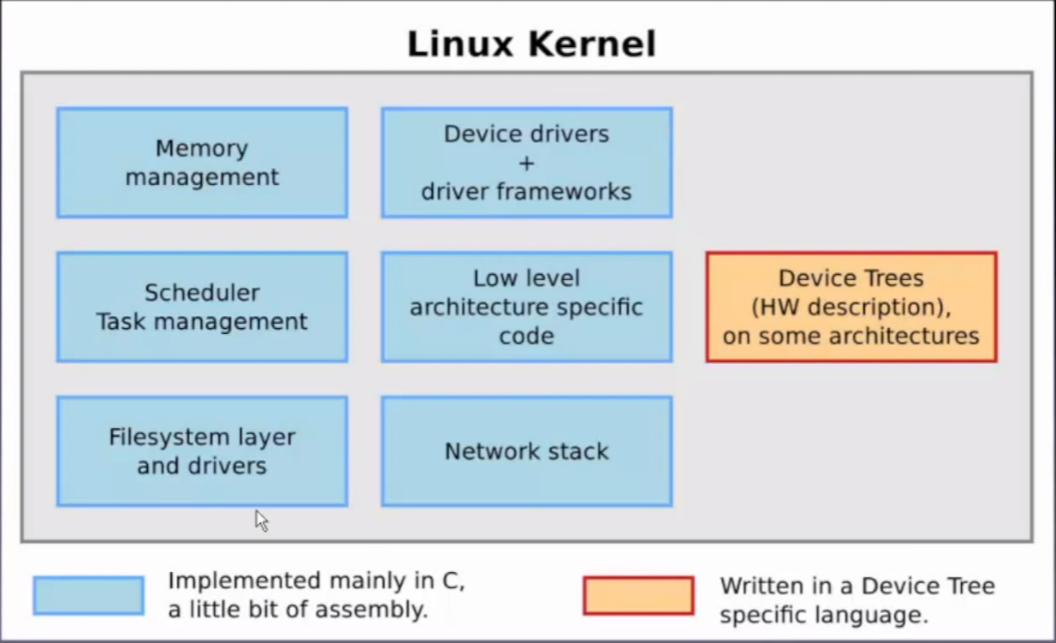 Linux Kernel
Memory
management
Device drivers
+
driver frameworks
Scheduler
Task management
Low level
architecture specific
code
Device Trees
(HW description),
on some architectures
Filesystem layer
and drivers
Network stack
Implemented mainly in C,
a little bit of assembly.
Written in a Device Tree
specific language.